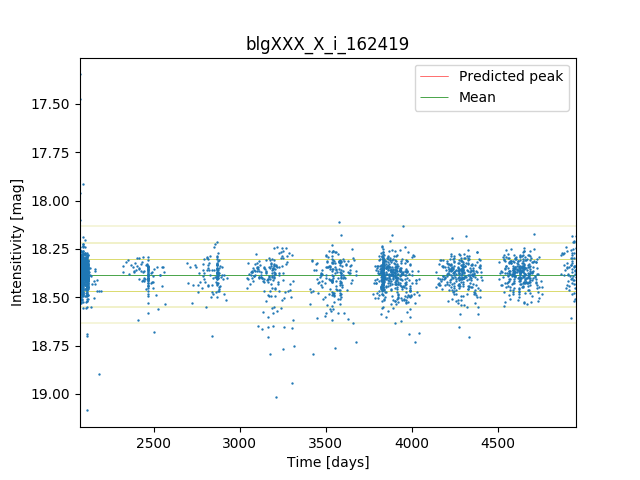 blgXXX_X_i_162419
Predicted peak
Mean
Intensitivity [mag]
17.50
17.75
18.00
18.25
18.50
18.75
19.00
2500
3000
3500
4000
4500
Time [days]